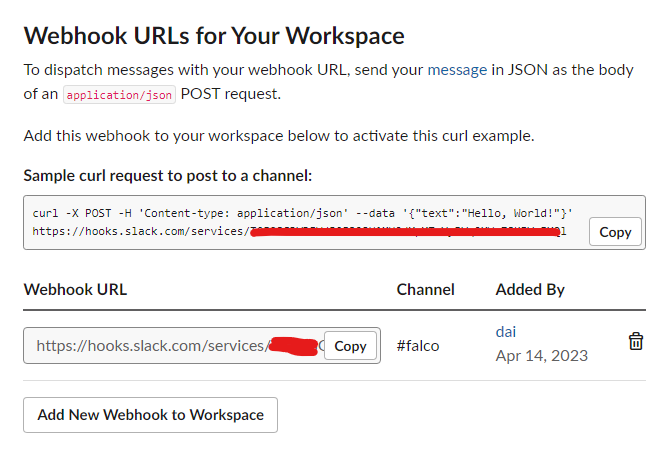 Webhook URLs for Your Workspace
To dispatch messages with your webhook URL, send your message in JSON as the body
of an application/json POST request.
Add this webhook to your workspace below to activate this curl example.
Sample curl request to post to a channel:
curl -X POST -H 'Content-type: application/json' --data '{"text":"Hello, World!"}'
https://hooks.slack.com/services/
Copy
Webhook URL Channel Added By
https://hooks.slack.com/services/ Copy #falco dai
Apr 14, 2023
Add New Webhook to Workspace